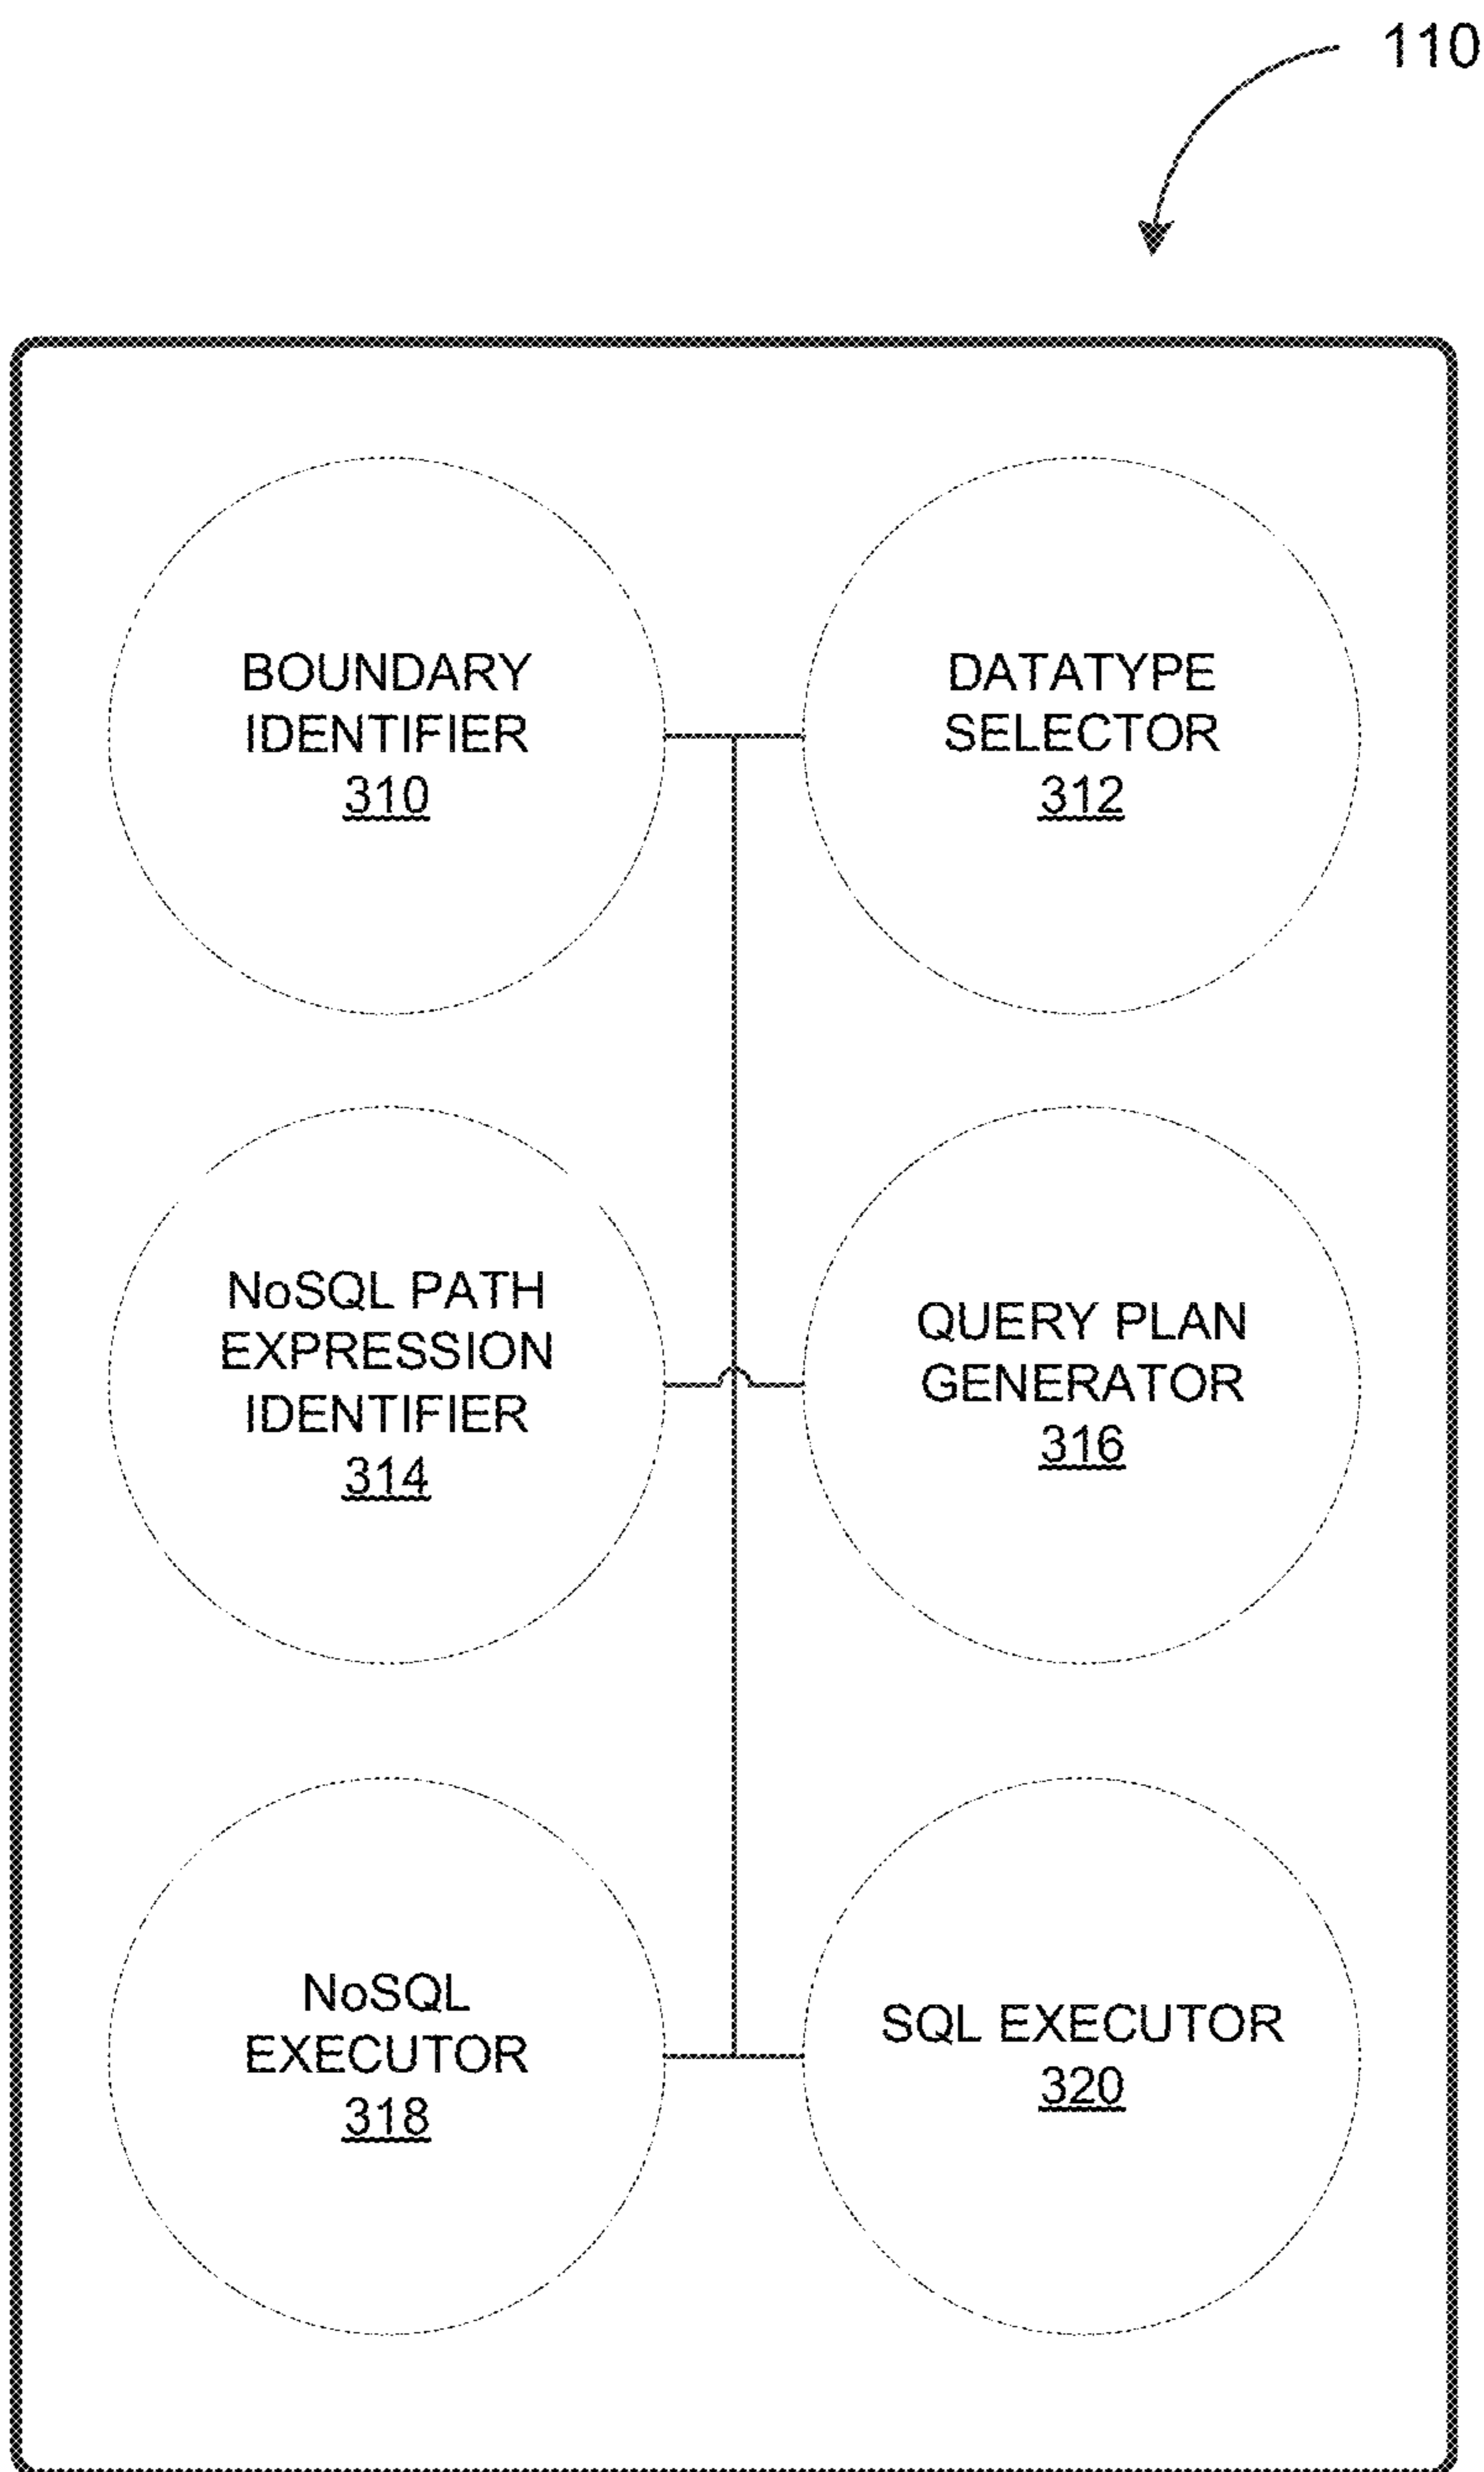 110
BOUNDARY
IDENTIFIER
310
DATATYPE
SELECTOR
312
NoSQL PATH
EXPRESSION
IDENTIFIER
314
QUERY PLAN
GENERATOR
316
NoSQL
EXECUTOR
318
SQL EXECUTOR
320